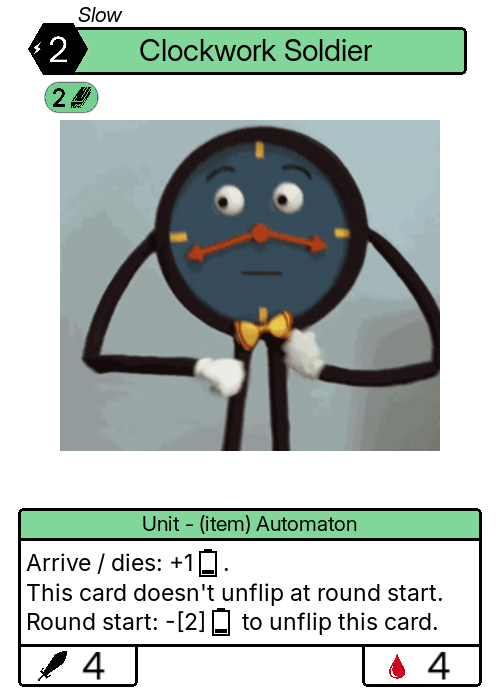 Slow
2
Clockwork Soldier
2
Unit - (item) Automaton
Arrive / dies: +1 .
This card doesn't unflip at round start.
Round start: -[2] to unflip this card.
4
4